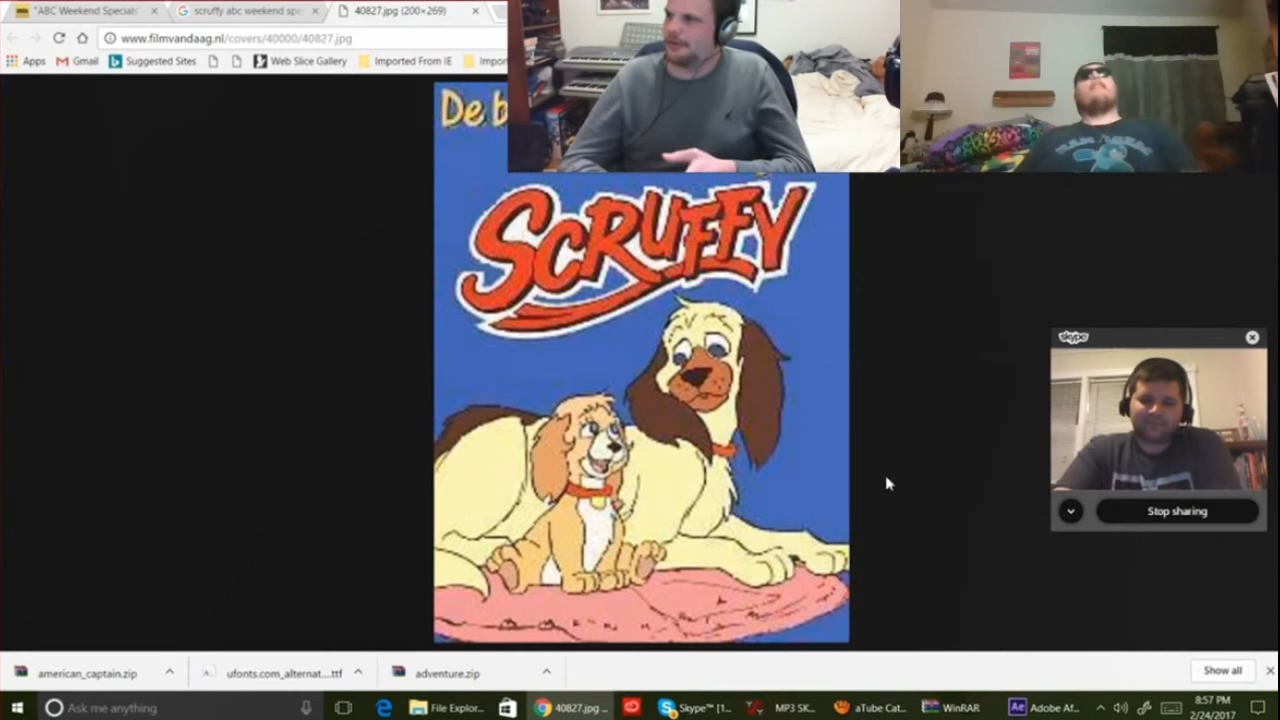 "ABC Weekend Specials"
scruffy abc weekend spe
40827.jpg (200×269)
www.filmvandaag.nl/covers/40000/40827.jpg
Apps
Gmail
Suggested Sites
Web Slice Gallery
Imported From IE
Impor
De b
SCRUFFY
skype
Stop sharing
american_captain.zip
ufonts.com_alternat....ttf
adventure.zip
Show all
Ask me anything
File Explor...
40827.jpg ...
Skype™ [1...
MP3 SK...
aTube Cat...
WinRAR
Adobe Af...
8:57 PM
2/24/2017